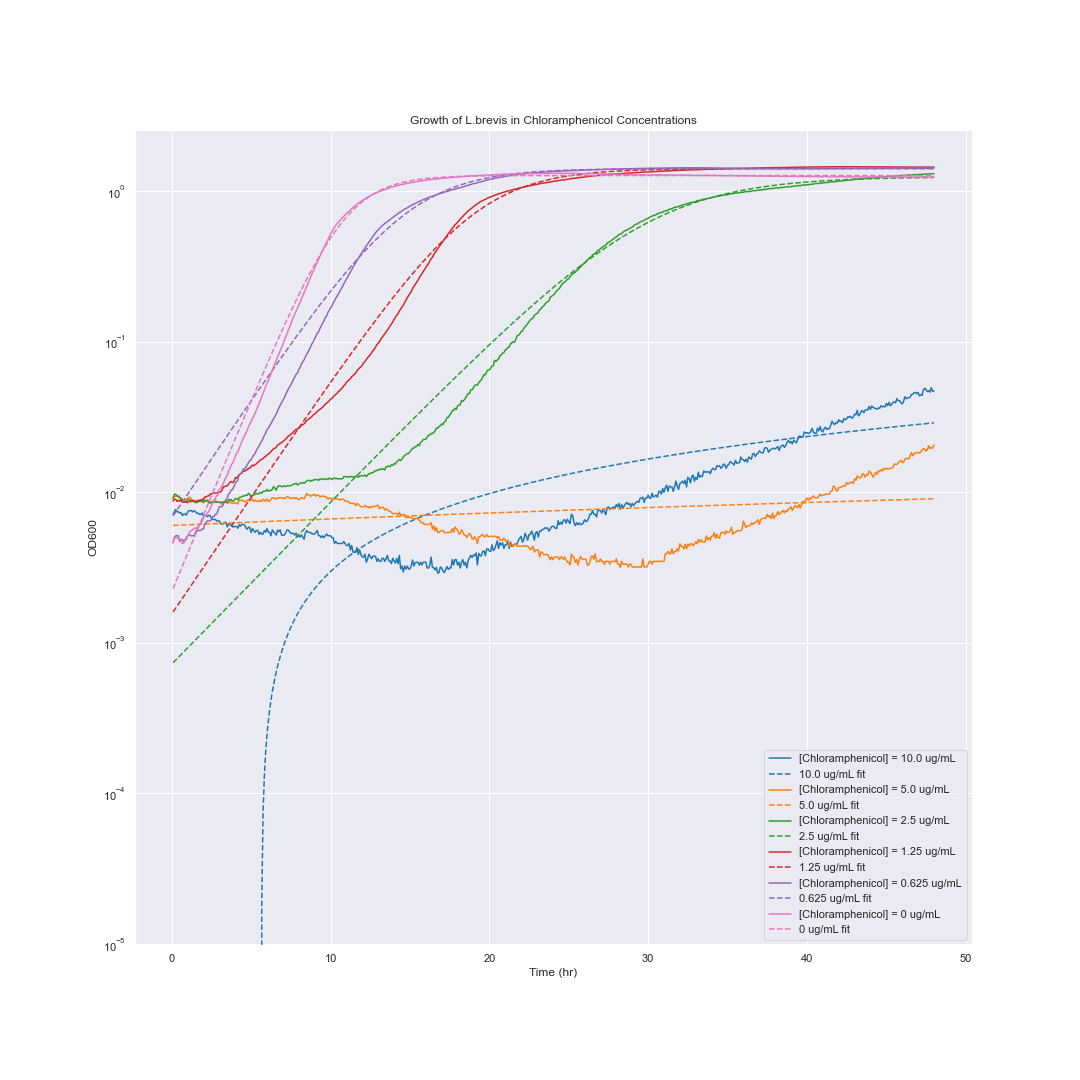 Growth of L.brevis in Chloramphenicol Concentrations
OD600
10⁰
10⁻¹
10⁻²
10⁻³
10⁻⁴
10⁻⁵
0 10 20 30 40 50
Time (hr)
[Chloramphenicol] = 10.0 ug/mL
10.0 ug/mL fit
[Chloramphenicol] = 5.0 ug/mL
5.0 ug/mL fit
[Chloramphenicol] = 2.5 ug/mL
2.5 ug/mL fit
[Chloramphenicol] = 1.25 ug/mL
1.25 ug/mL fit
[Chloramphenicol] = 0.625 ug/mL
0.625 ug/mL fit
[Chloramphenicol] = 0 ug/mL
0 ug/mL fit